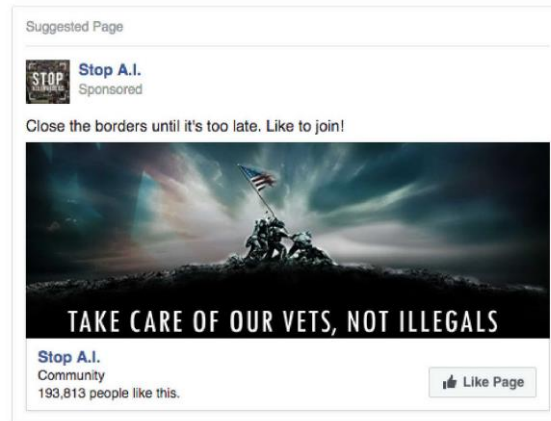 Suggested Page
STOP
Stop A.I.
Sponsored
Close the borders until it's too late. Like to join!
TAKE CARE OF OUR VETS, NOT ILLEGALS
Stop A.I.
Community
193,813 people like this.
Like Page